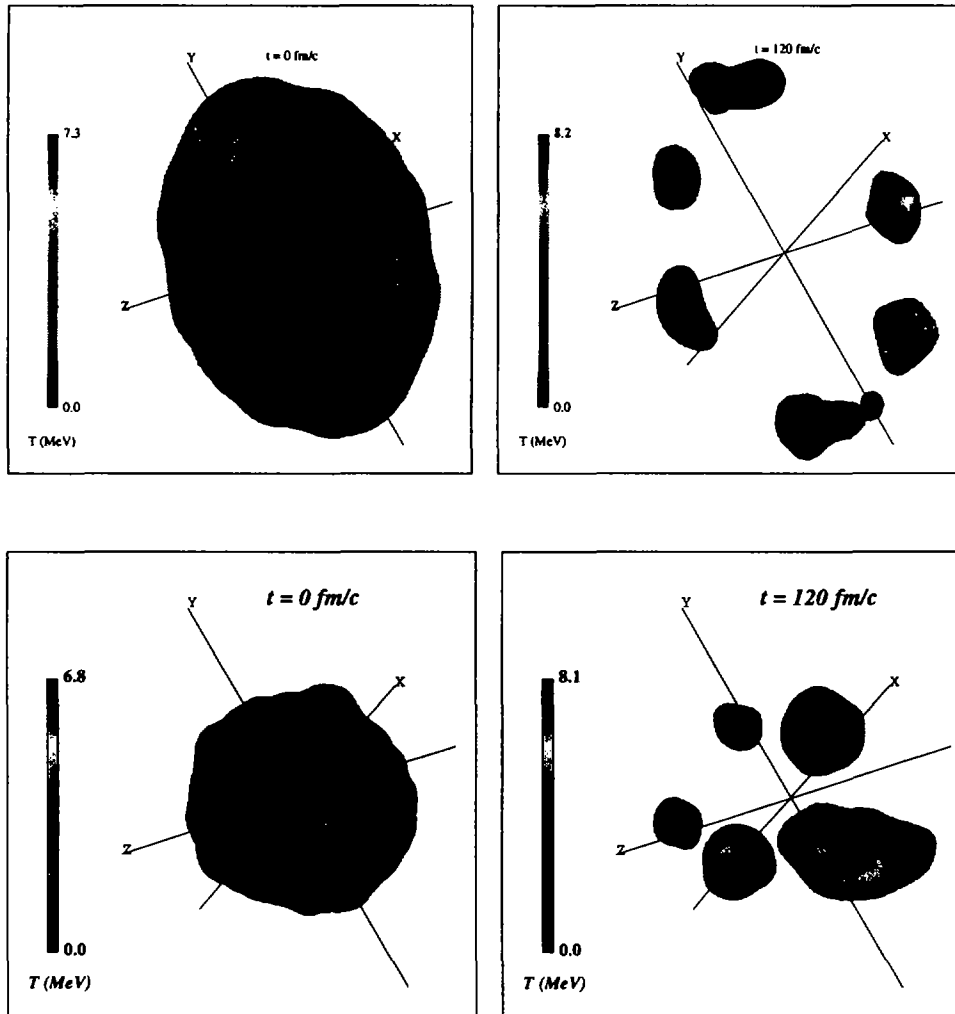 t = 0 fm/c
Y
X
7.3
Z
0.0
T (MeV)
t = 120 fm/c
Y
X
8.2
Z
0.0
T (MeV)
t = 0 fm/c
Y
X
6.8
Z
0.0
T (MeV)
t = 120 fm/c
Y
X
8.1
Z
0.0
T (MeV)